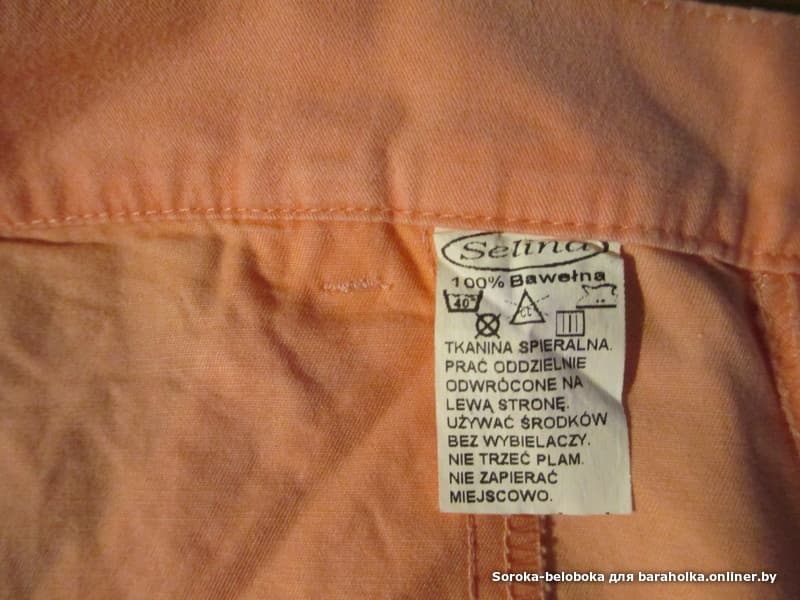 Selina
100% Bawełna
40°
cl
TKANINA SPIERALNA.
PRAĆ ODDZIELNIE
ODWRÓCONE NA
LEWĄ STRONĘ.
UŻYWAĆ ŚRODKÓW
BEZ WYBIELACZY.
NIE TRZEĆ PLAM.
NIE ZAPIERAĆ
MIEJSCOWO.
Soroka-beloboka для baraholka.onliner.by